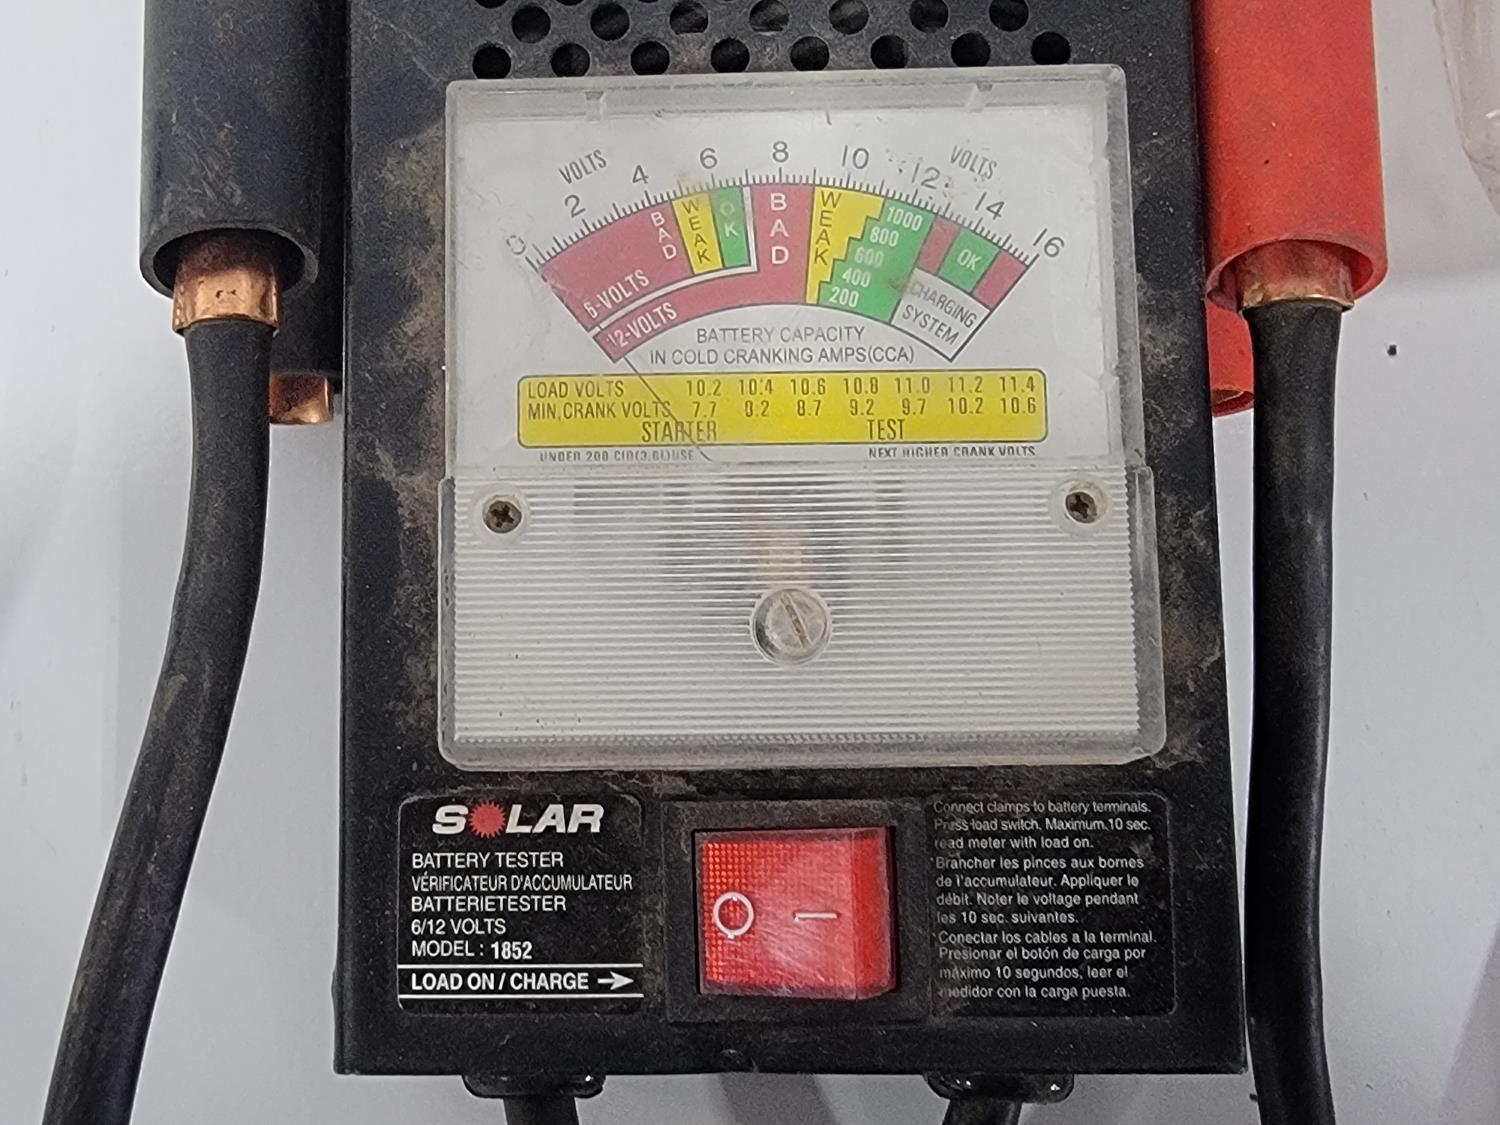 VOLTS VOLTS
0 2 4 6 8 10 12 14 16
BAD WEAK OK BAD WEAK 1000 OK
800
600
400
200
6-VOLTS
12-VOLTS
CHARGING
SYSTEM
BATTERY CAPACITY
IN COLD CRANKING AMPS(CCA)
LOAD VOLTS 10.2 10.4 10.6 10.8 11.0 11.2 11.4
MIN, CRANK VOLTS 7.7 8.2 8.7 9.2 9.7 10.2 10.6
STARTER TEST
UNDER 200 CID(3.6L)USE NEXT HIGHER CRANK VOLTS
SOLAR
BATTERY TESTER
VÉRIFICATEUR D'ACCUMULATEUR
BATTERIETESTER
6/12 VOLTS
MODEL : 1852
LOAD ON / CHARGE
O I
Connect clamps to battery terminals.
Press load switch. Maximum 10 sec.
read meter with load on.
Brancher les pinces aux bornes
de l'accumulateur. Appliquer le
débit. Noter le voltage pendant
les 10 sec. suivantes.
Conectar los cables a la terminal.
Presionar el botón de carga por
máximo 10 segundos, leer el
medidor con la carga puesta.